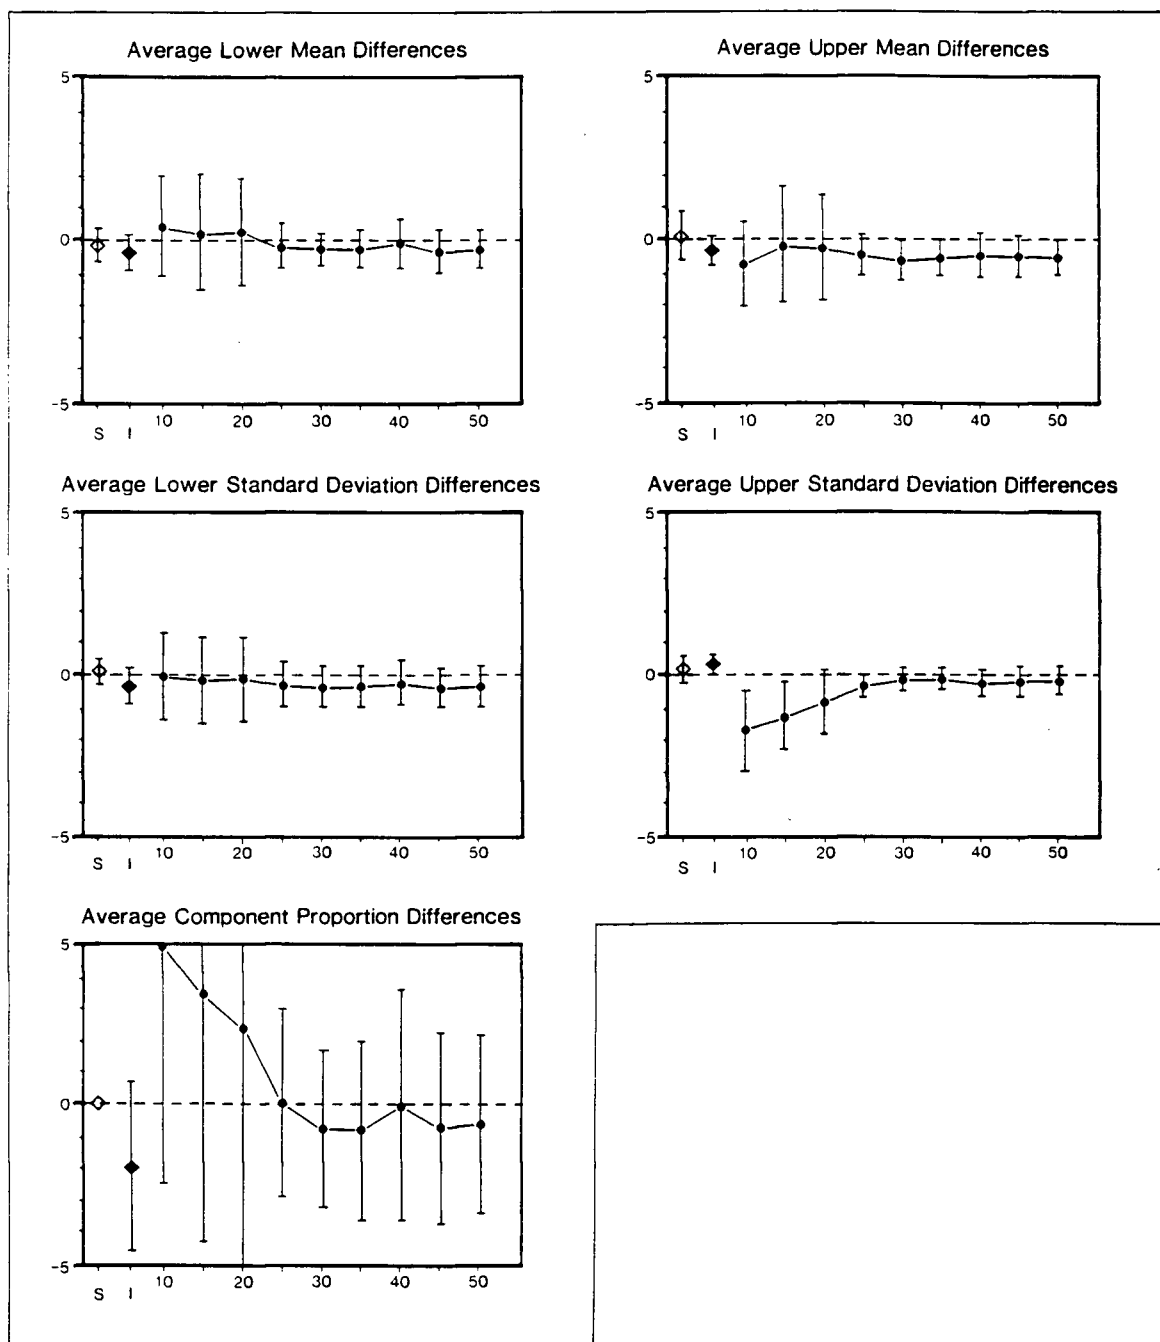 Average Lower Mean Differences
5
0
-5
S I 10 20 30 40 50
Average Upper Mean Differences
5
0
-5
S I 10 20 30 40 50
Average Lower Standard Deviation Differences
5
0
-5
S I 10 20 30 40 50
Average Upper Standard Deviation Differences
5
0
-5
S I 10 20 30 40 50
Average Component Proportion Differences
5
0
-5
S I 10 20 30 40 50